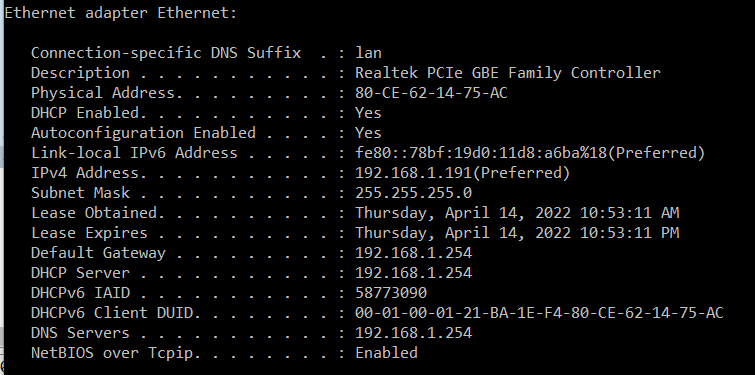 Ethernet adapter Ethernet:
Connection-specific DNS Suffix  . : lan
Description . . . . . . . . . . . : Realtek PCIe GBE Family Controller
Physical Address. . . . . . . . . : 80-CE-62-14-75-AC
DHCP Enabled. . . . . . . . . . . : Yes
Autoconfiguration Enabled . . . . : Yes
Link-local IPv6 Address . . . . . : fe80::78bf:19d0:11d8:a6ba%18(Preferred)
IPv4 Address. . . . . . . . . . . : 192.168.1.191(Preferred)
Subnet Mask . . . . . . . . . . . : 255.255.255.0
Lease Obtained. . . . . . . . . . : Thursday, April 14, 2022 10:53:11 AM
Lease Expires . . . . . . . . . . : Thursday, April 14, 2022 10:53:11 PM
Default Gateway . . . . . . . . . : 192.168.1.254
DHCP Server . . . . . . . . . . . : 192.168.1.254
DHCPv6 IAID . . . . . . . . . . . : 58773090
DHCPv6 Client DUID. . . . . . . . : 00-01-00-01-21-BA-1E-F4-80-CE-62-14-75-AC
DNS Servers . . . . . . . . . . . : 192.168.1.254
NetBIOS over Tcpip. . . . . . . . : Enabled